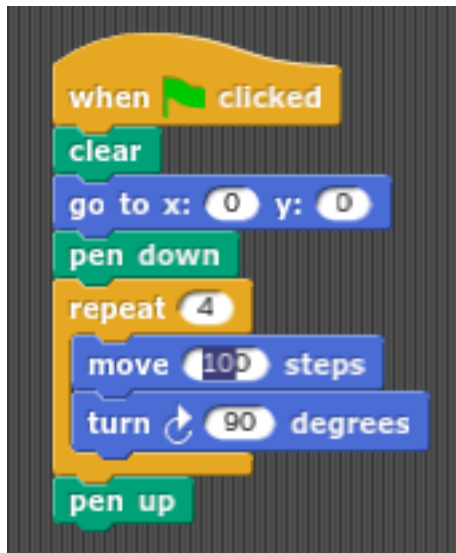 when clicked
clear
go to x: 0 y: 0
pen down
repeat 4
move 100 steps
turn 90 degrees
pen up